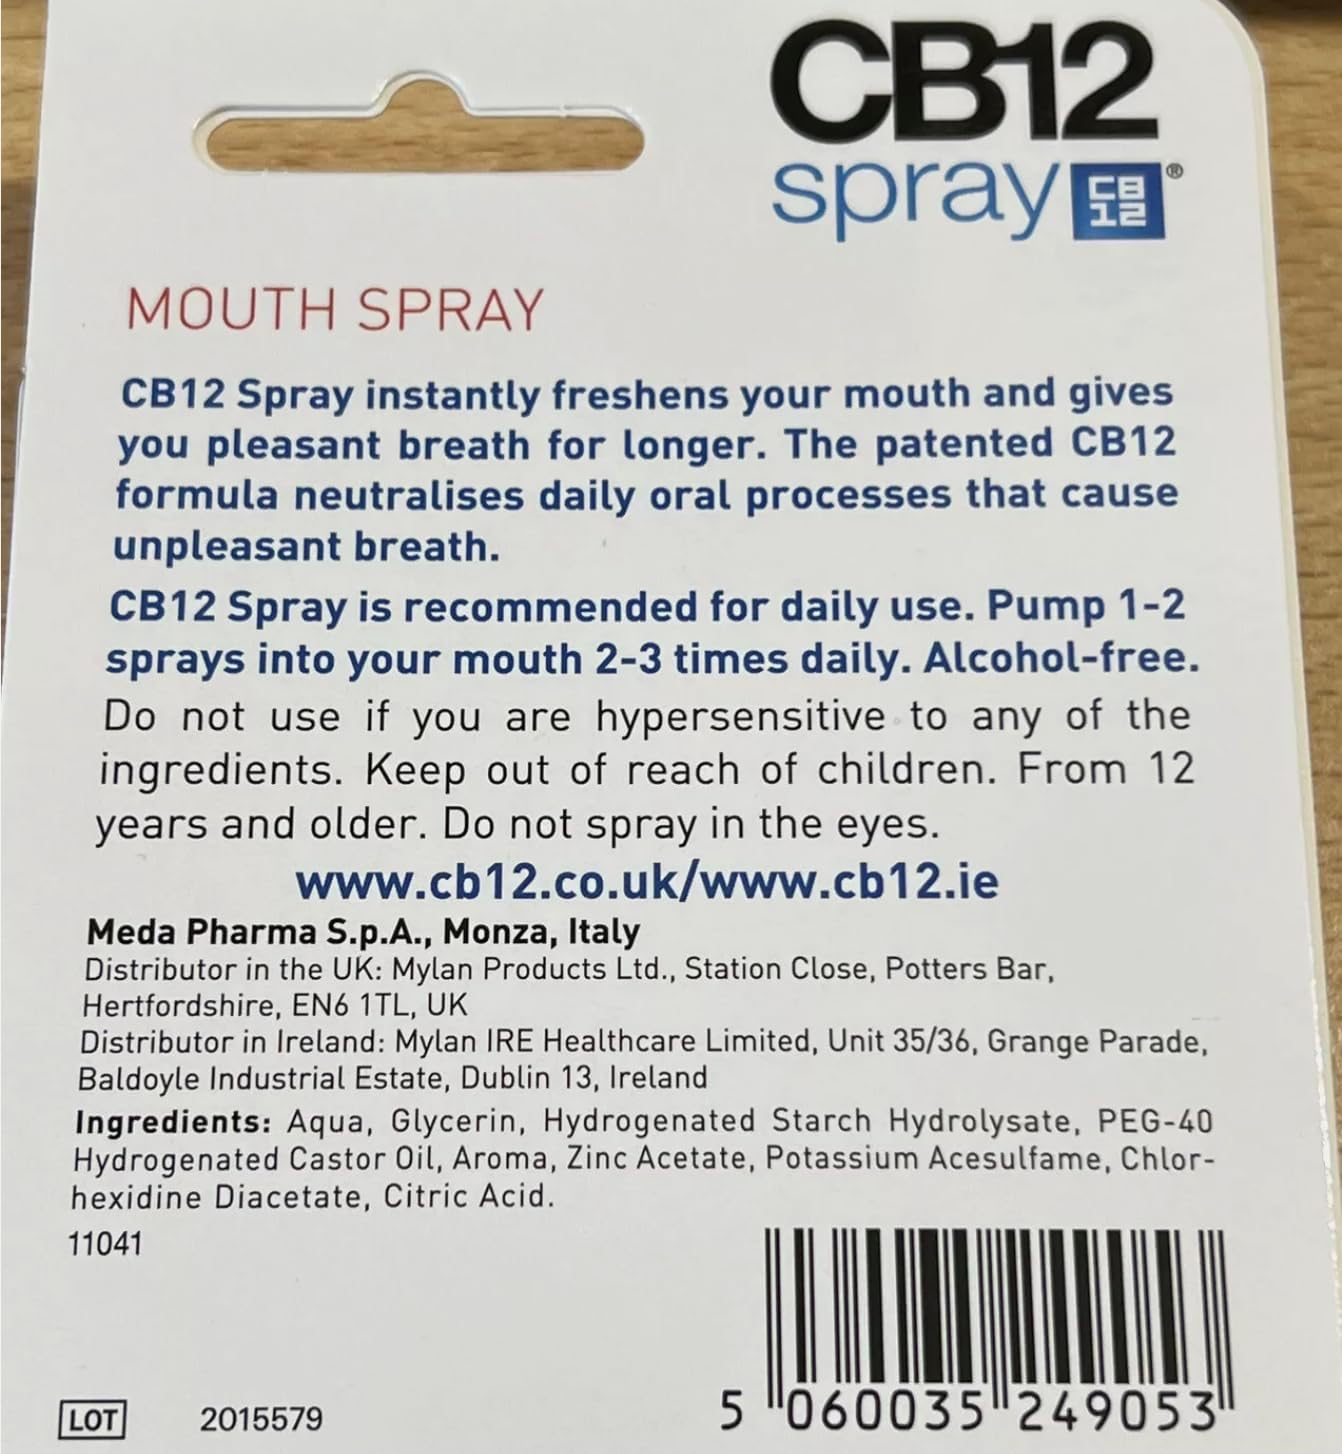 CB12
spray CB 12 ®
MOUTH SPRAY
CB12 Spray instantly freshens your mouth and gives
you pleasant breath for longer. The patented CB12
formula neutralises daily oral processes that cause
unpleasant breath.
CB12 Spray is recommended for daily use. Pump 1-2
sprays into your mouth 2-3 times daily. Alcohol-free.
Do not use if you are hypersensitive to any of the
ingredients. Keep out of reach of children. From 12
years and older. Do not spray in the eyes.
www.cb12.co.uk/www.cb12.ie
Meda Pharma S.p.A., Monza, Italy
Distributor in the UK: Mylan Products Ltd., Station Close, Potters Bar,
Hertfordshire, EN6 1TL, UK
Distributor in Ireland: Mylan IRE Healthcare Limited, Unit 35/36, Grange Parade,
Baldoyle Industrial Estate, Dublin 13, Ireland
Ingredients: Aqua, Glycerin, Hydrogenated Starch Hydrolysate, PEG-40
Hydrogenated Castor Oil, Aroma, Zinc Acetate, Potassium Acesulfame, Chlor-
hexidine Diacetate, Citric Acid.
11041
LOT 2015579
5 060035 249053